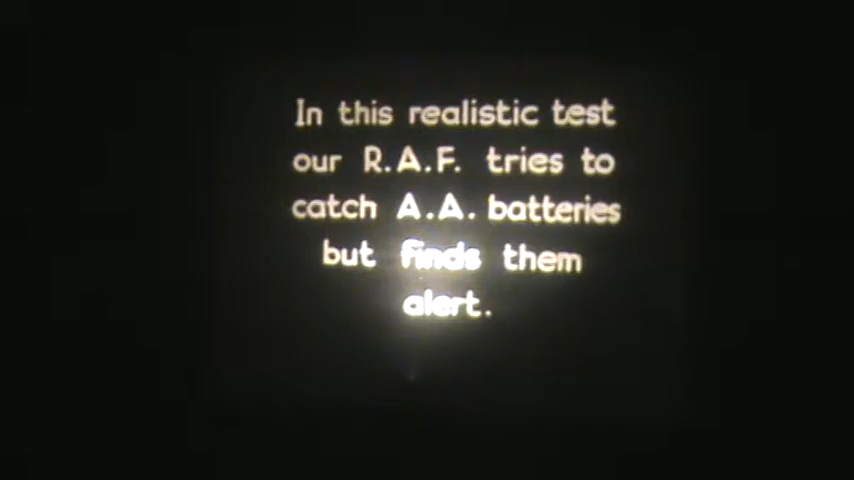 In this realistic test
our R.A.F. tries to
catch A.A. batteries
but finds them
alert.